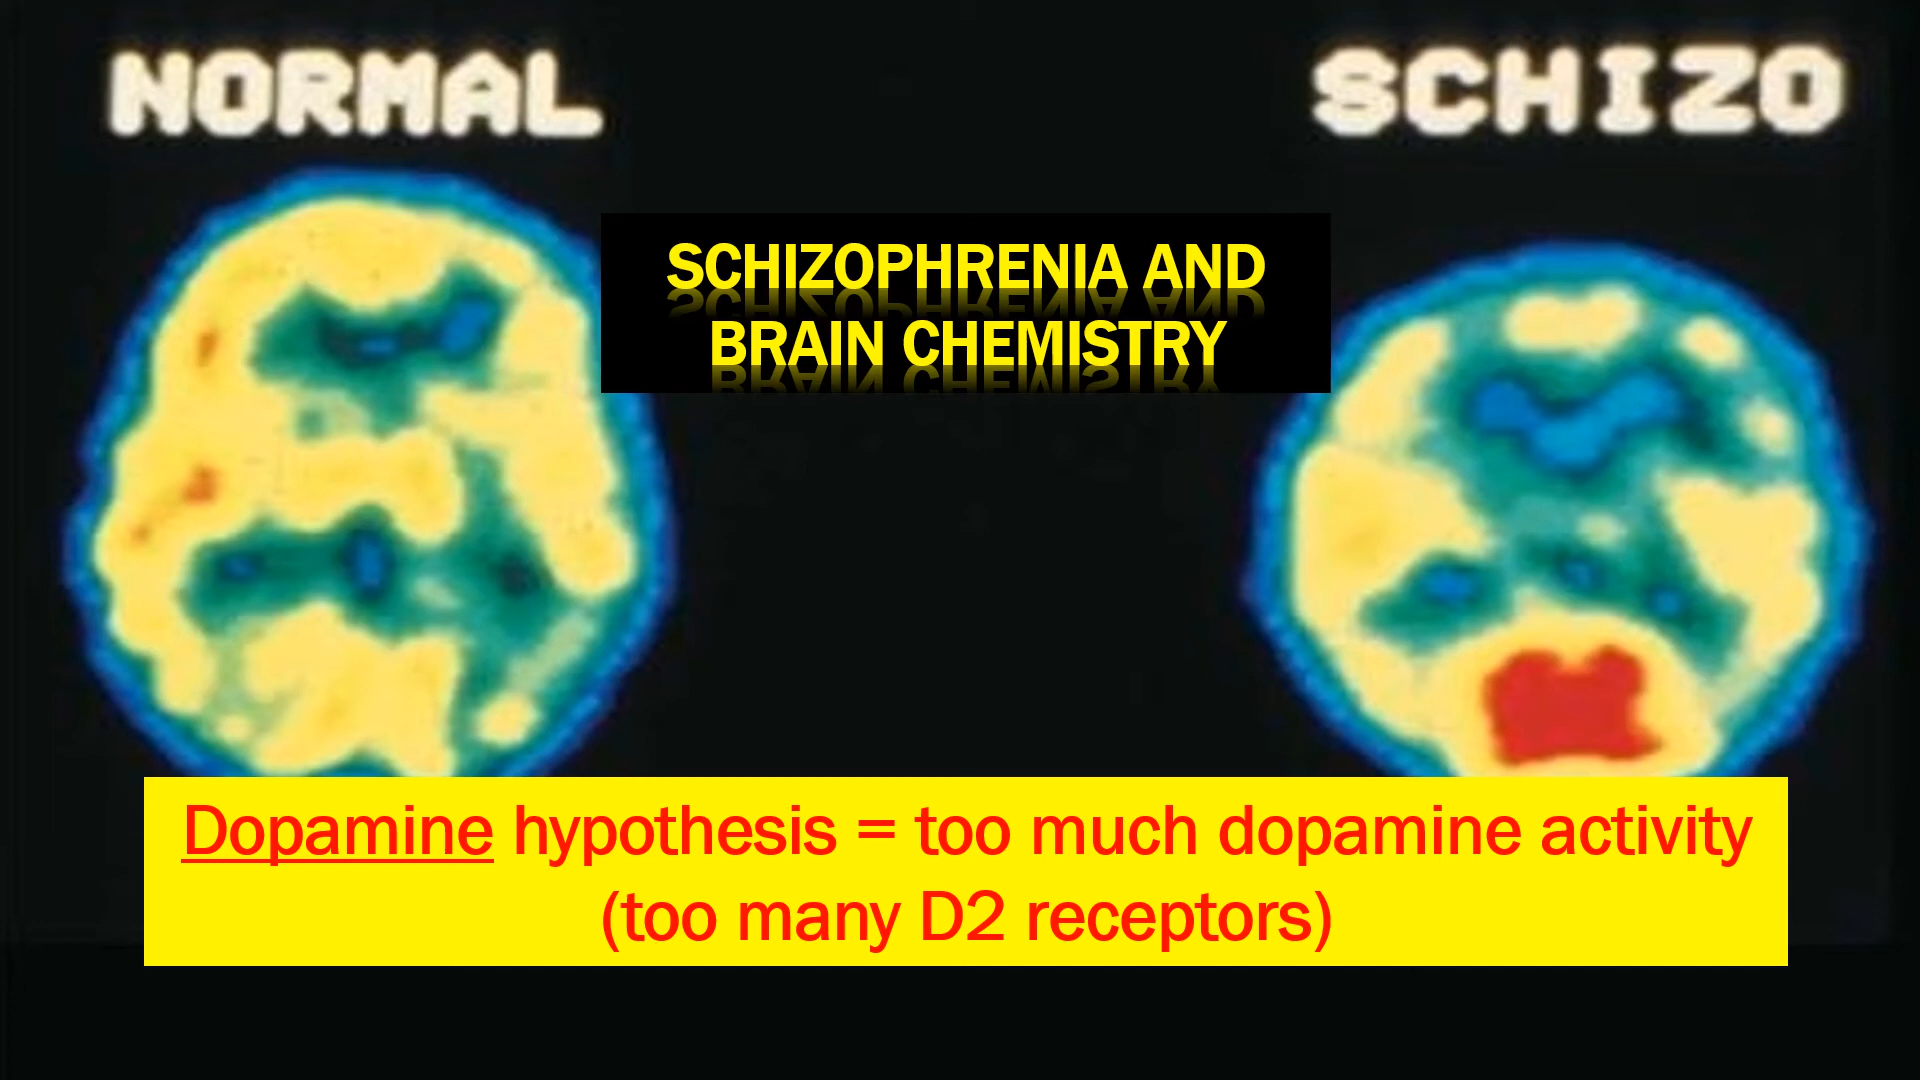 NORMAL
SCHIZO
SCHIZOPHRENIA AND
BRAIN CHEMISTRY
Dopamine hypothesis = too much dopamine activity
(too many D2 receptors)